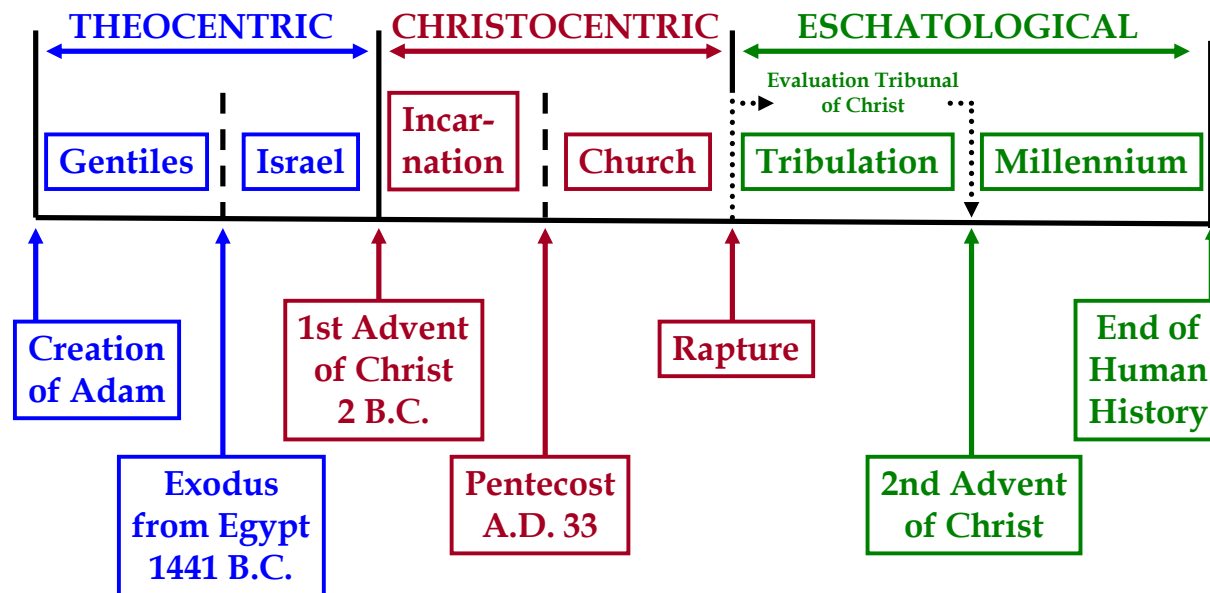 THEOCENTRIC
CHRISTOCENTRIC
ESCHATOLOGICAL
Evaluation Tribunal
of Christ
Gentiles
Israel
Incar-
nation
Church
Tribulation
Millennium
Creation
of Adam
Exodus
from Egypt
1441 B.C.
1st Advent
of Christ
2 B.C.
Pentecost
A.D. 33
Rapture
2nd Advent
of Christ
End of
Human
History